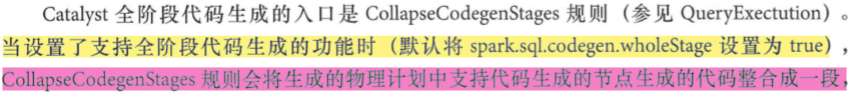 Catalyst 全阶段代码生成的入口是 CollapseCodegenStages 规则（参见 QueryExectution）。
当设置了支持全阶段代码生成的功能时（默认将 spark.sql.codegen.wholeStage 设置为 true），
CollapseCodegenStages 规则会将生成的物理计划中支持代码生成的节点生成的代码整合成一段，